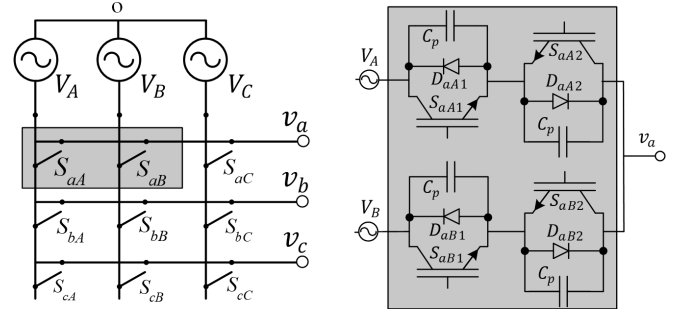 o
V_A
V_B
V_C
v_a
S_aA
S_aB
S_aC
v_b
S_bA
S_bB
S_bC
v_c
S_cA
S_cB
S_cC
C_p
V_A
D_aA1
S_aA1
S_aA2
D_aA2
C_p
v_a
C_p
V_B
D_aB1
S_aB1
S_aB2
D_aB2
C_p